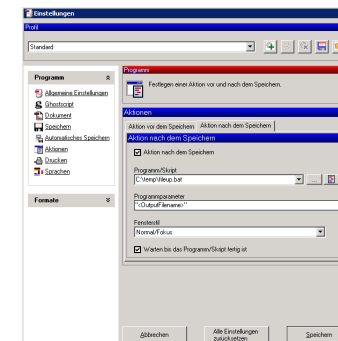 Einstellungen
Profil
Standard
Programm
Allgemeine Einstellungen
Ghostscript
Dokument
Speichern
Automatisches Speichern
Aktionen
Drucken
Sprachen
Formate
Programm
Festlegen einer Aktion vor und nach dem Speichern.
Aktionen
Aktion vor dem Speichern
Aktion nach dem Speichern
Aktion nach dem Speichern
Aktion nach dem Speichern
Programm/Skript
C:\temp\fileup.bat
...
Programmparameter
"<OutputFilename>"
Fensterstil
Normal/Fokus
Warten bis das Programm/Skript fertig ist
Abbrechen
Alle Einstellungen
zurücksetzen
Speichern